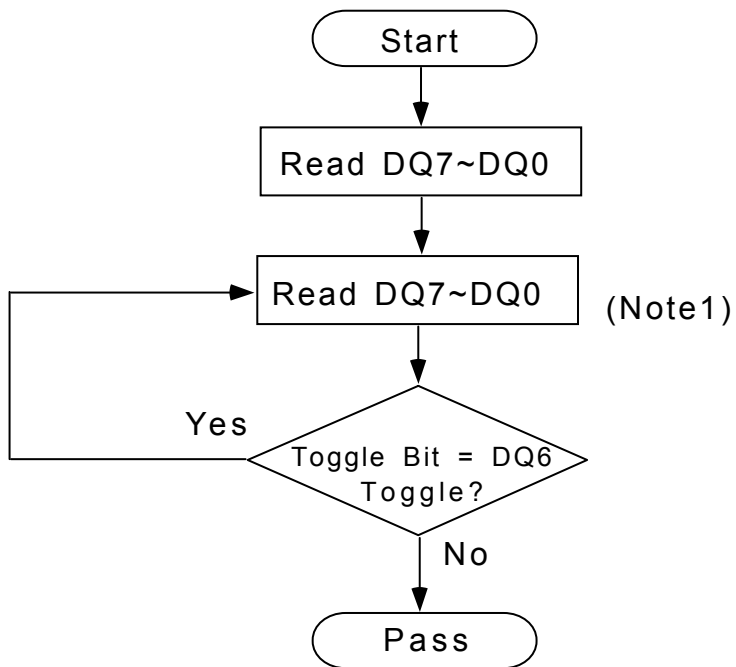 Start
Read DQ7~DQ0
Read DQ7~DQ0
(Note1)
Yes
Toggle Bit = DQ6
Toggle?
No
Pass